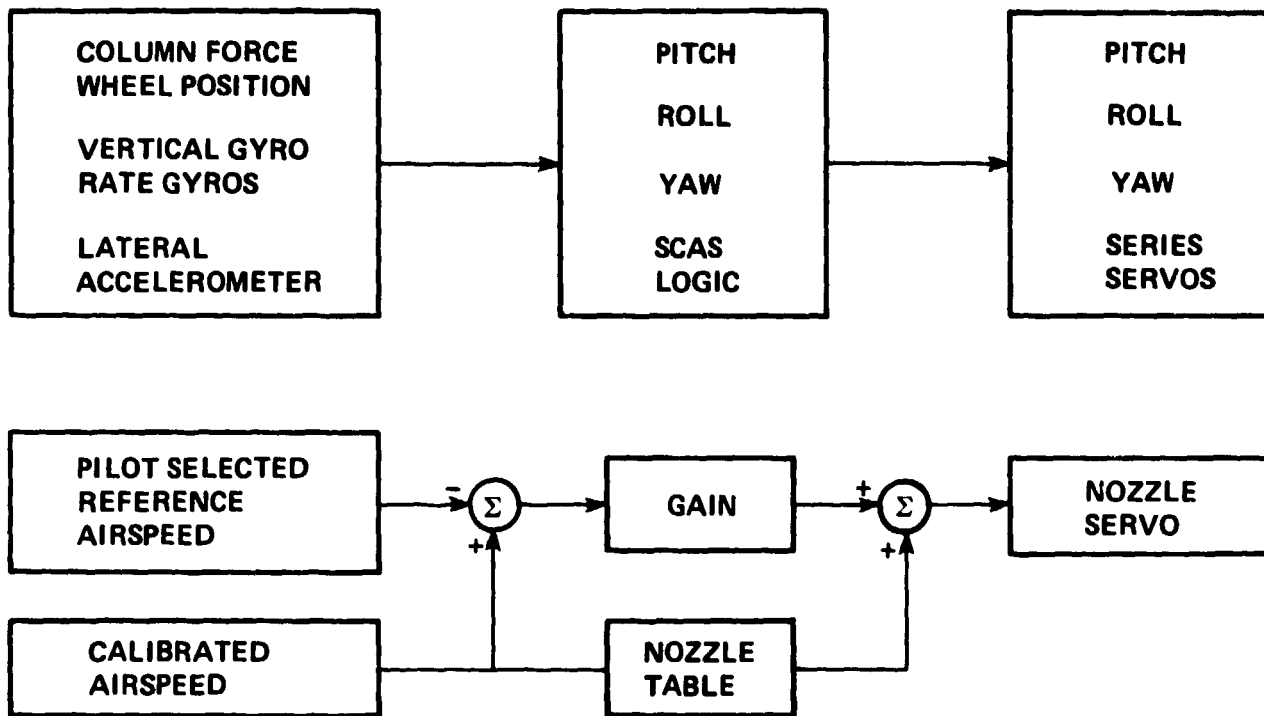 COLUMN FORCE
WHEEL POSITION
VERTICAL GYRO
RATE GYROS
LATERAL
ACCELEROMETER
PITCH
ROLL
YAW
SCAS
LOGIC
PITCH
ROLL
YAW
SERIES
SERVOS
PILOT SELECTED
REFERENCE
AIRSPEED
−
+
Σ
GAIN
+
+
Σ
NOZZLE
SERVO
CALIBRATED
AIRSPEED
NOZZLE
TABLE